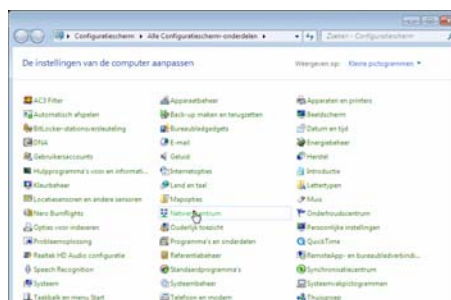 Configuratiescherm ▸ Alle Configuratiescherm-onderdelen ▸
Zoeken - Configuratiescherm
De instellingen van de computer aanpassen
Weergeven op: Kleine pictogrammen
AC3 Filter
Apparaatbeheer
Apparaten en printers
Automatisch afspelen
Back-up maken en terugzetten
Beeldscherm
BitLocker-stationsversleuteling
Bureaubladgadgets
Datum en tijd
DNA
E-mail
Energiebeheer
Gebruikersaccounts
Geluid
Herstel
Hulpprogramma's voor en informati...
Internetopties
Introductie
Kleurbeheer
Land en taal
Lettertypen
Locatiesensoren en andere sensoren
Mapopties
Muis
Nero BurnRights
Netwerkcentrum
Onderhoudscentrum
Opties voor indexeren
Ouderlijk toezicht
Persoonlijke instellingen
Probleemoplossing
Programma's en onderdelen
QuickTime
Realtek HD Audio configuratie
Referentiebeheer
RemoteApp- en bureaubladverbindi...
Speech Recognition
Standaardprogramma's
Synchronisatiecentrum
Systeem
Systeembeheer
Systeemvakpictogrammen
Taakbalk en menu Start
Telefoon en modem
Thuisgroep